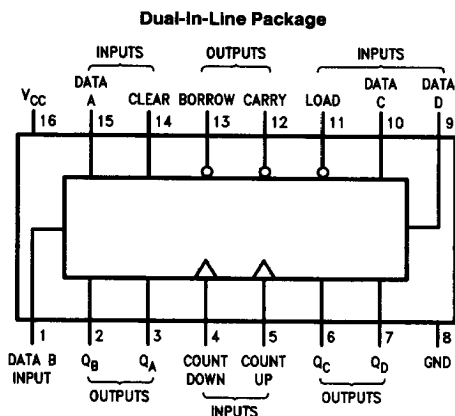 Dual-In-Line Package
INPUTS OUTPUTS INPUTS
DATA DATA DATA
VCC A CLEAR BORROW CARRY LOAD C D
16 15 14 13 12 11 10 9
1 2 3 4 5 6 7 8
DATA B QB QA COUNT COUNT QC QD GND
INPUT DOWN UP
OUTPUTS OUTPUTS
INPUTS